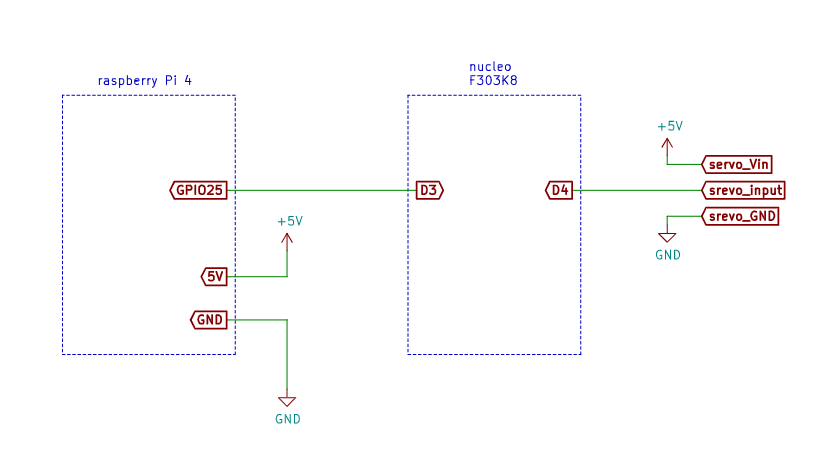 nucleo
raspberry Pi 4
F303K8
+5V
servo_Vin
GPIO25
D3
D4
srevo_input
srevo_GND
+5V
GND
5V
GND
GND